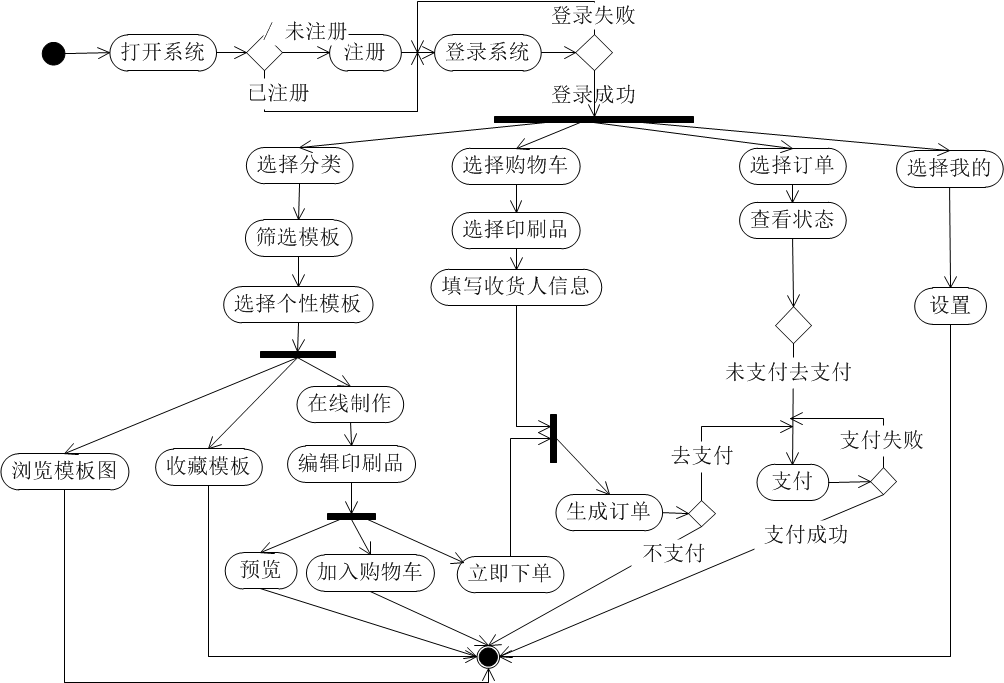 登录失败
未注册
打开系统
注册
登录系统
已注册
登录成功
选择分类
选择购物车
选择订单
选择我的
筛选模板
选择印刷品
查看状态
选择个性模板
填写收货人信息
设置
未支付去支付
在线制作
浏览模板图
收藏模板
编辑印刷品
去支付
支付失败
支付
生成订单
支付成功
不支付
预览
加入购物车
立即下单